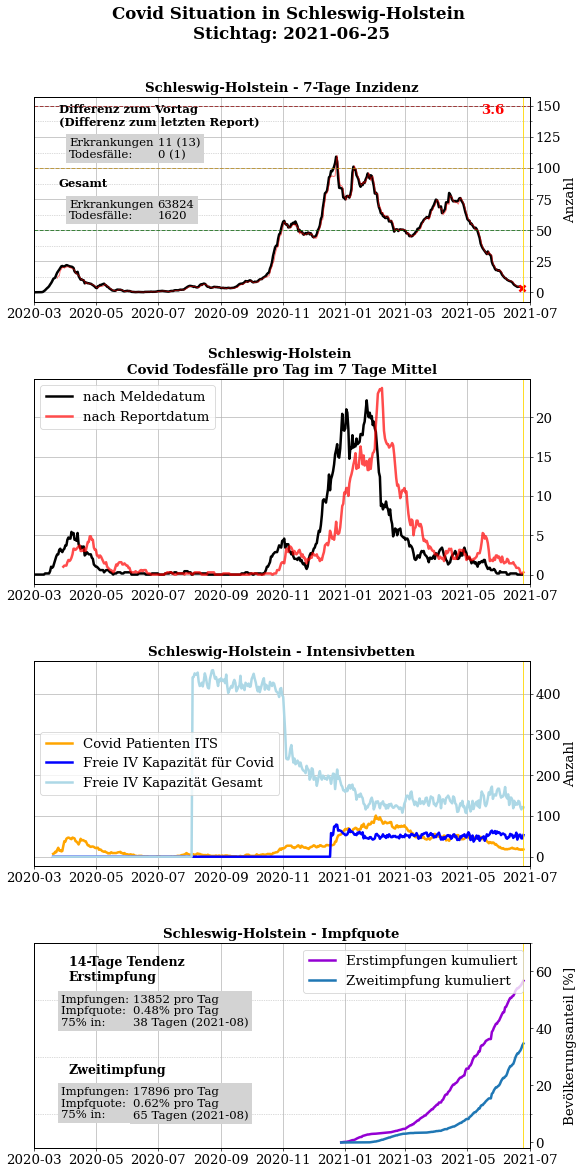 Covid Situation in Schleswig-Holstein
Stichtag: 2021-06-25
Schleswig-Holstein - 7-Tage Inzidenz
Differenz zum Vortag
(Differenz zum letzten Report)
Erkrankungen 11 (13)
Todesfälle: 0 (1)
Gesamt
Erkrankungen 63824
Todesfälle: 1620
3.6
150
125
100
75
50
25
0
Anzahl
2020-03 2020-05 2020-07 2020-09 2020-11 2021-01 2021-03 2021-05 2021-07
Schleswig-Holstein
Covid Todesfälle pro Tag im 7 Tage Mittel
nach Meldedatum
nach Reportdatum
20
15
10
5
0
2020-03 2020-05 2020-07 2020-09 2020-11 2021-01 2021-03 2021-05 2021-07
Schleswig-Holstein - Intensivbetten
Covid Patienten ITS
Freie IV Kapazität für Covid
Freie IV Kapazität Gesamt
400
300
200
100
0
Anzahl
2020-03 2020-05 2020-07 2020-09 2020-11 2021-01 2021-03 2021-05 2021-07
Schleswig-Holstein - Impfquote
14-Tage Tendenz
Erstimpfung
Impfungen: 13852 pro Tag
Impfquote: 0.48% pro Tag
75% in: 38 Tagen (2021-08)
Zweitimpfung
Impfungen: 17896 pro Tag
Impfquote: 0.62% pro Tag
75% in: 65 Tagen (2021-08)
Erstimpfungen kumuliert
Zweitimpfung kumuliert
60
40
20
0
Bevölkerungsanteil [%]
2020-03 2020-05 2020-07 2020-09 2020-11 2021-01 2021-03 2021-05 2021-07